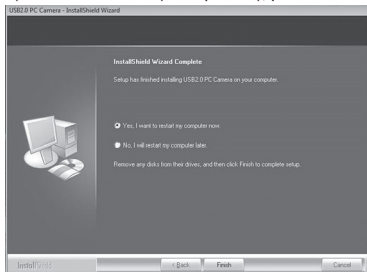 USB2.0 PC Camera - InstallShield Wizard
InstallShield Wizard Complete
Setup has finished installing USB2.0 PC Camera on your computer.
Yes, I want to restart my computer now.
No, I will restart my computer later.
Remove any disks from their drives, and then click Finish to complete setup.
InstallShield
< Back
Finish
Cancel